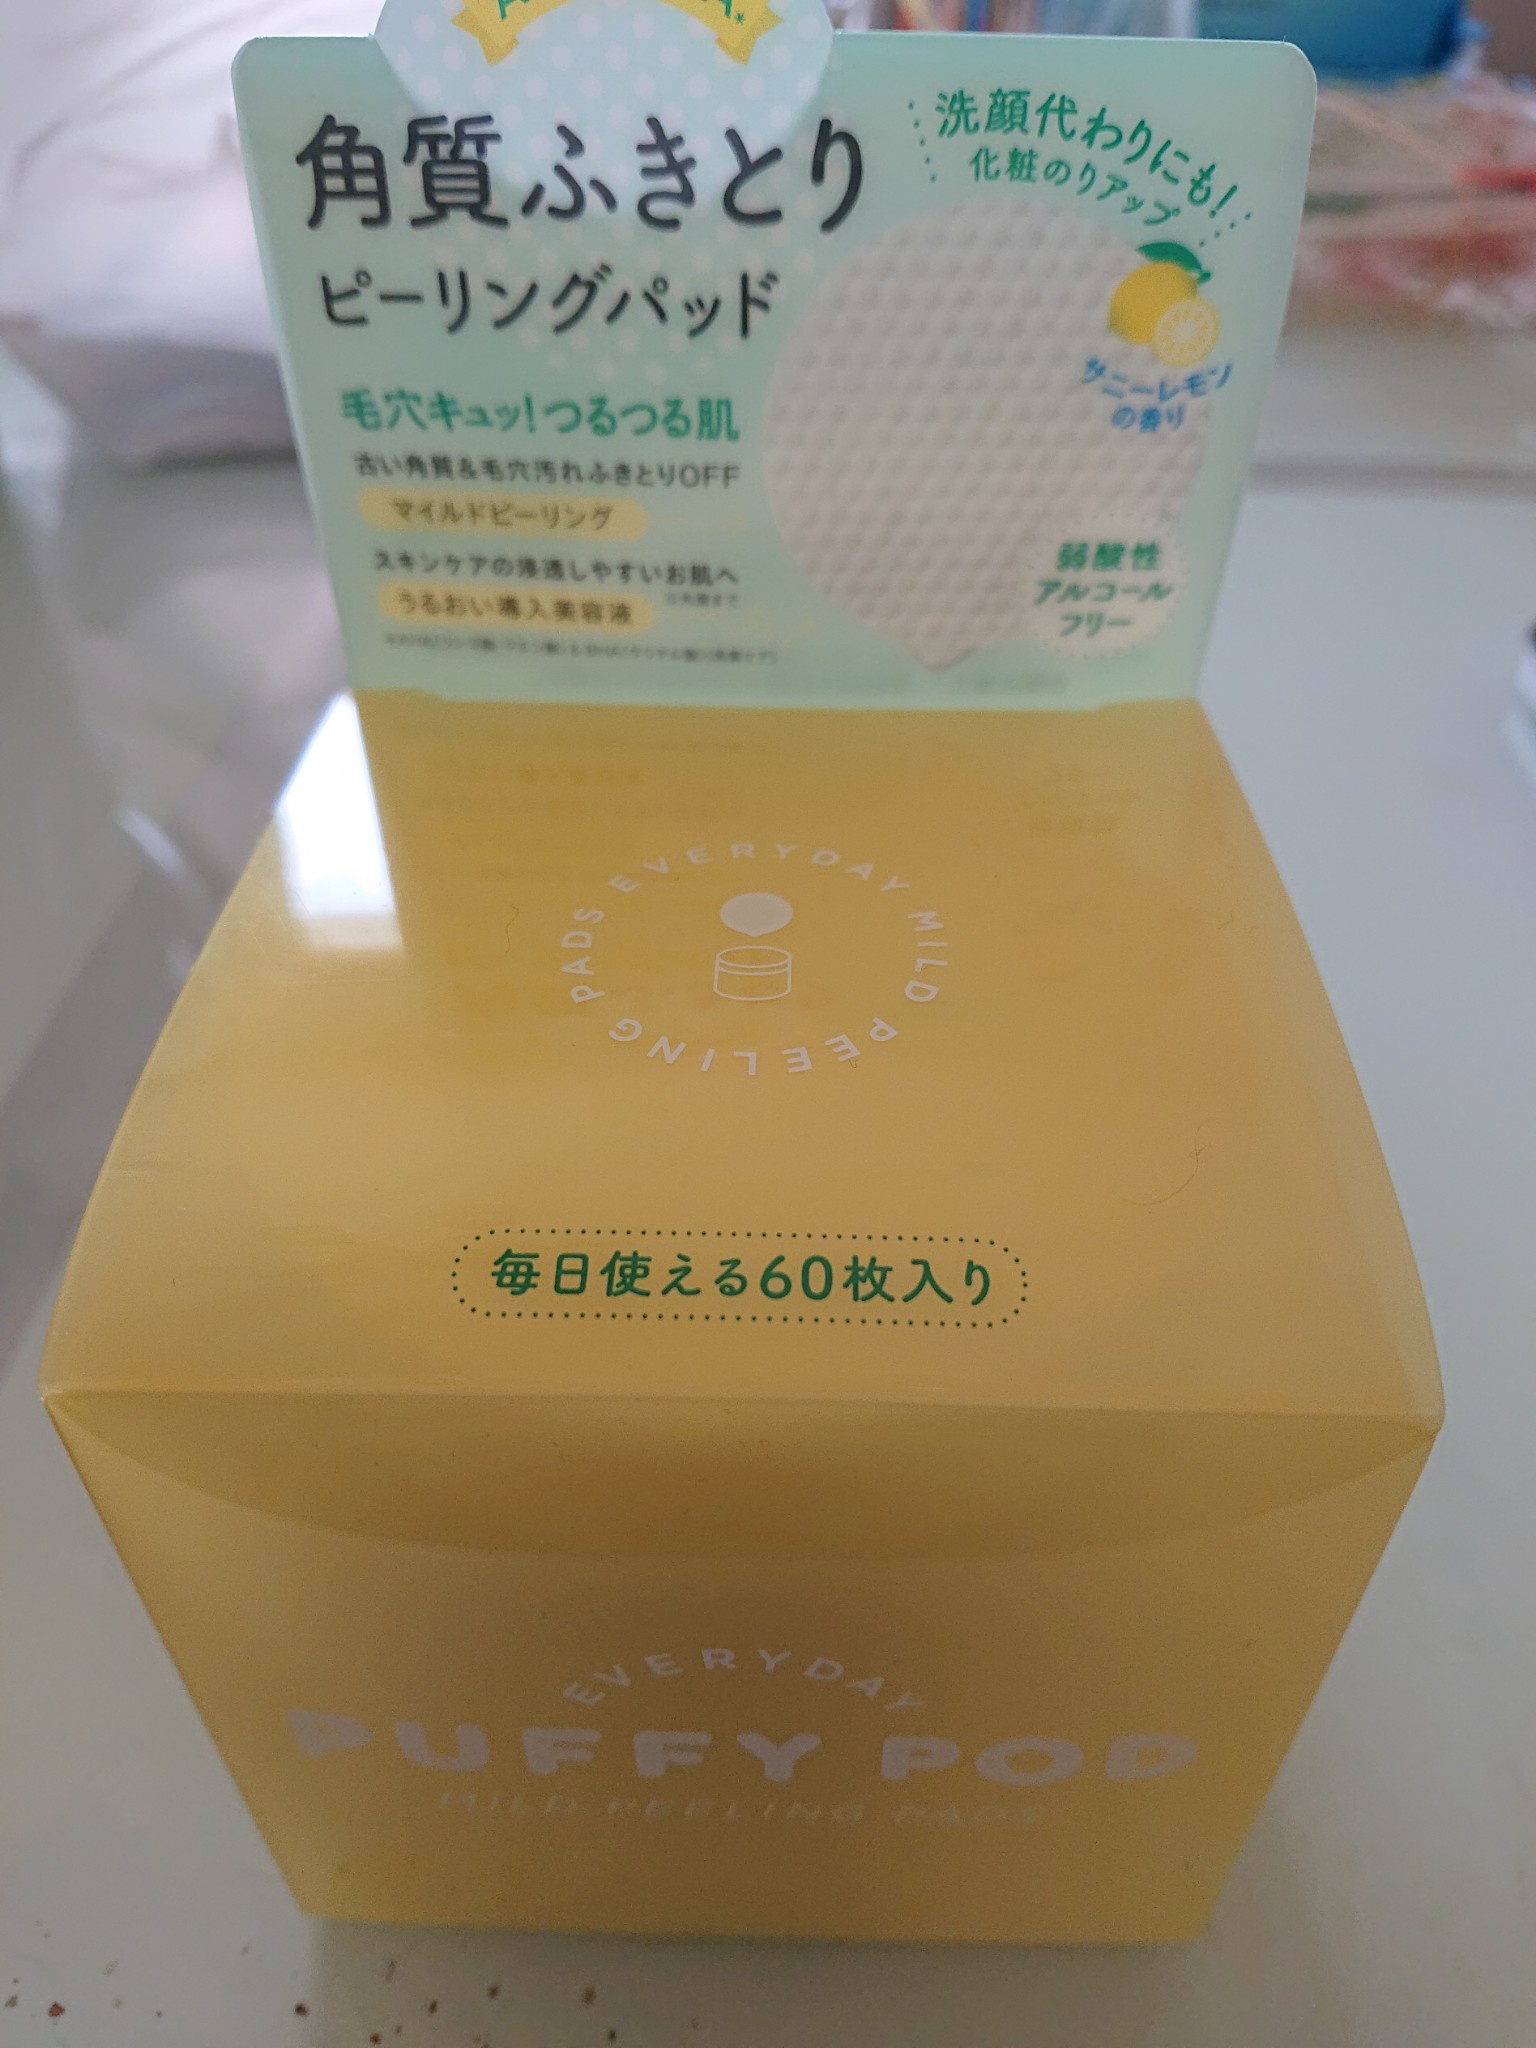 角質ふきとり
ピーリングパッド
洗顔代わりにも!
化粧のりアップ
サニーレモン
の香り
毛穴キュッ!つるつる肌
古い角質&毛穴汚れふきとりOFF
マイルドピーリング
スキンケアの浸透しやすいお肌へ
うるおい導入美容液
弱酸性
アルコール
フリー
EVERYDAY MILD PEELING PADS
毎日使える60枚入り
EVERYDAY
PUFFY POD
MILD PEELING PADS